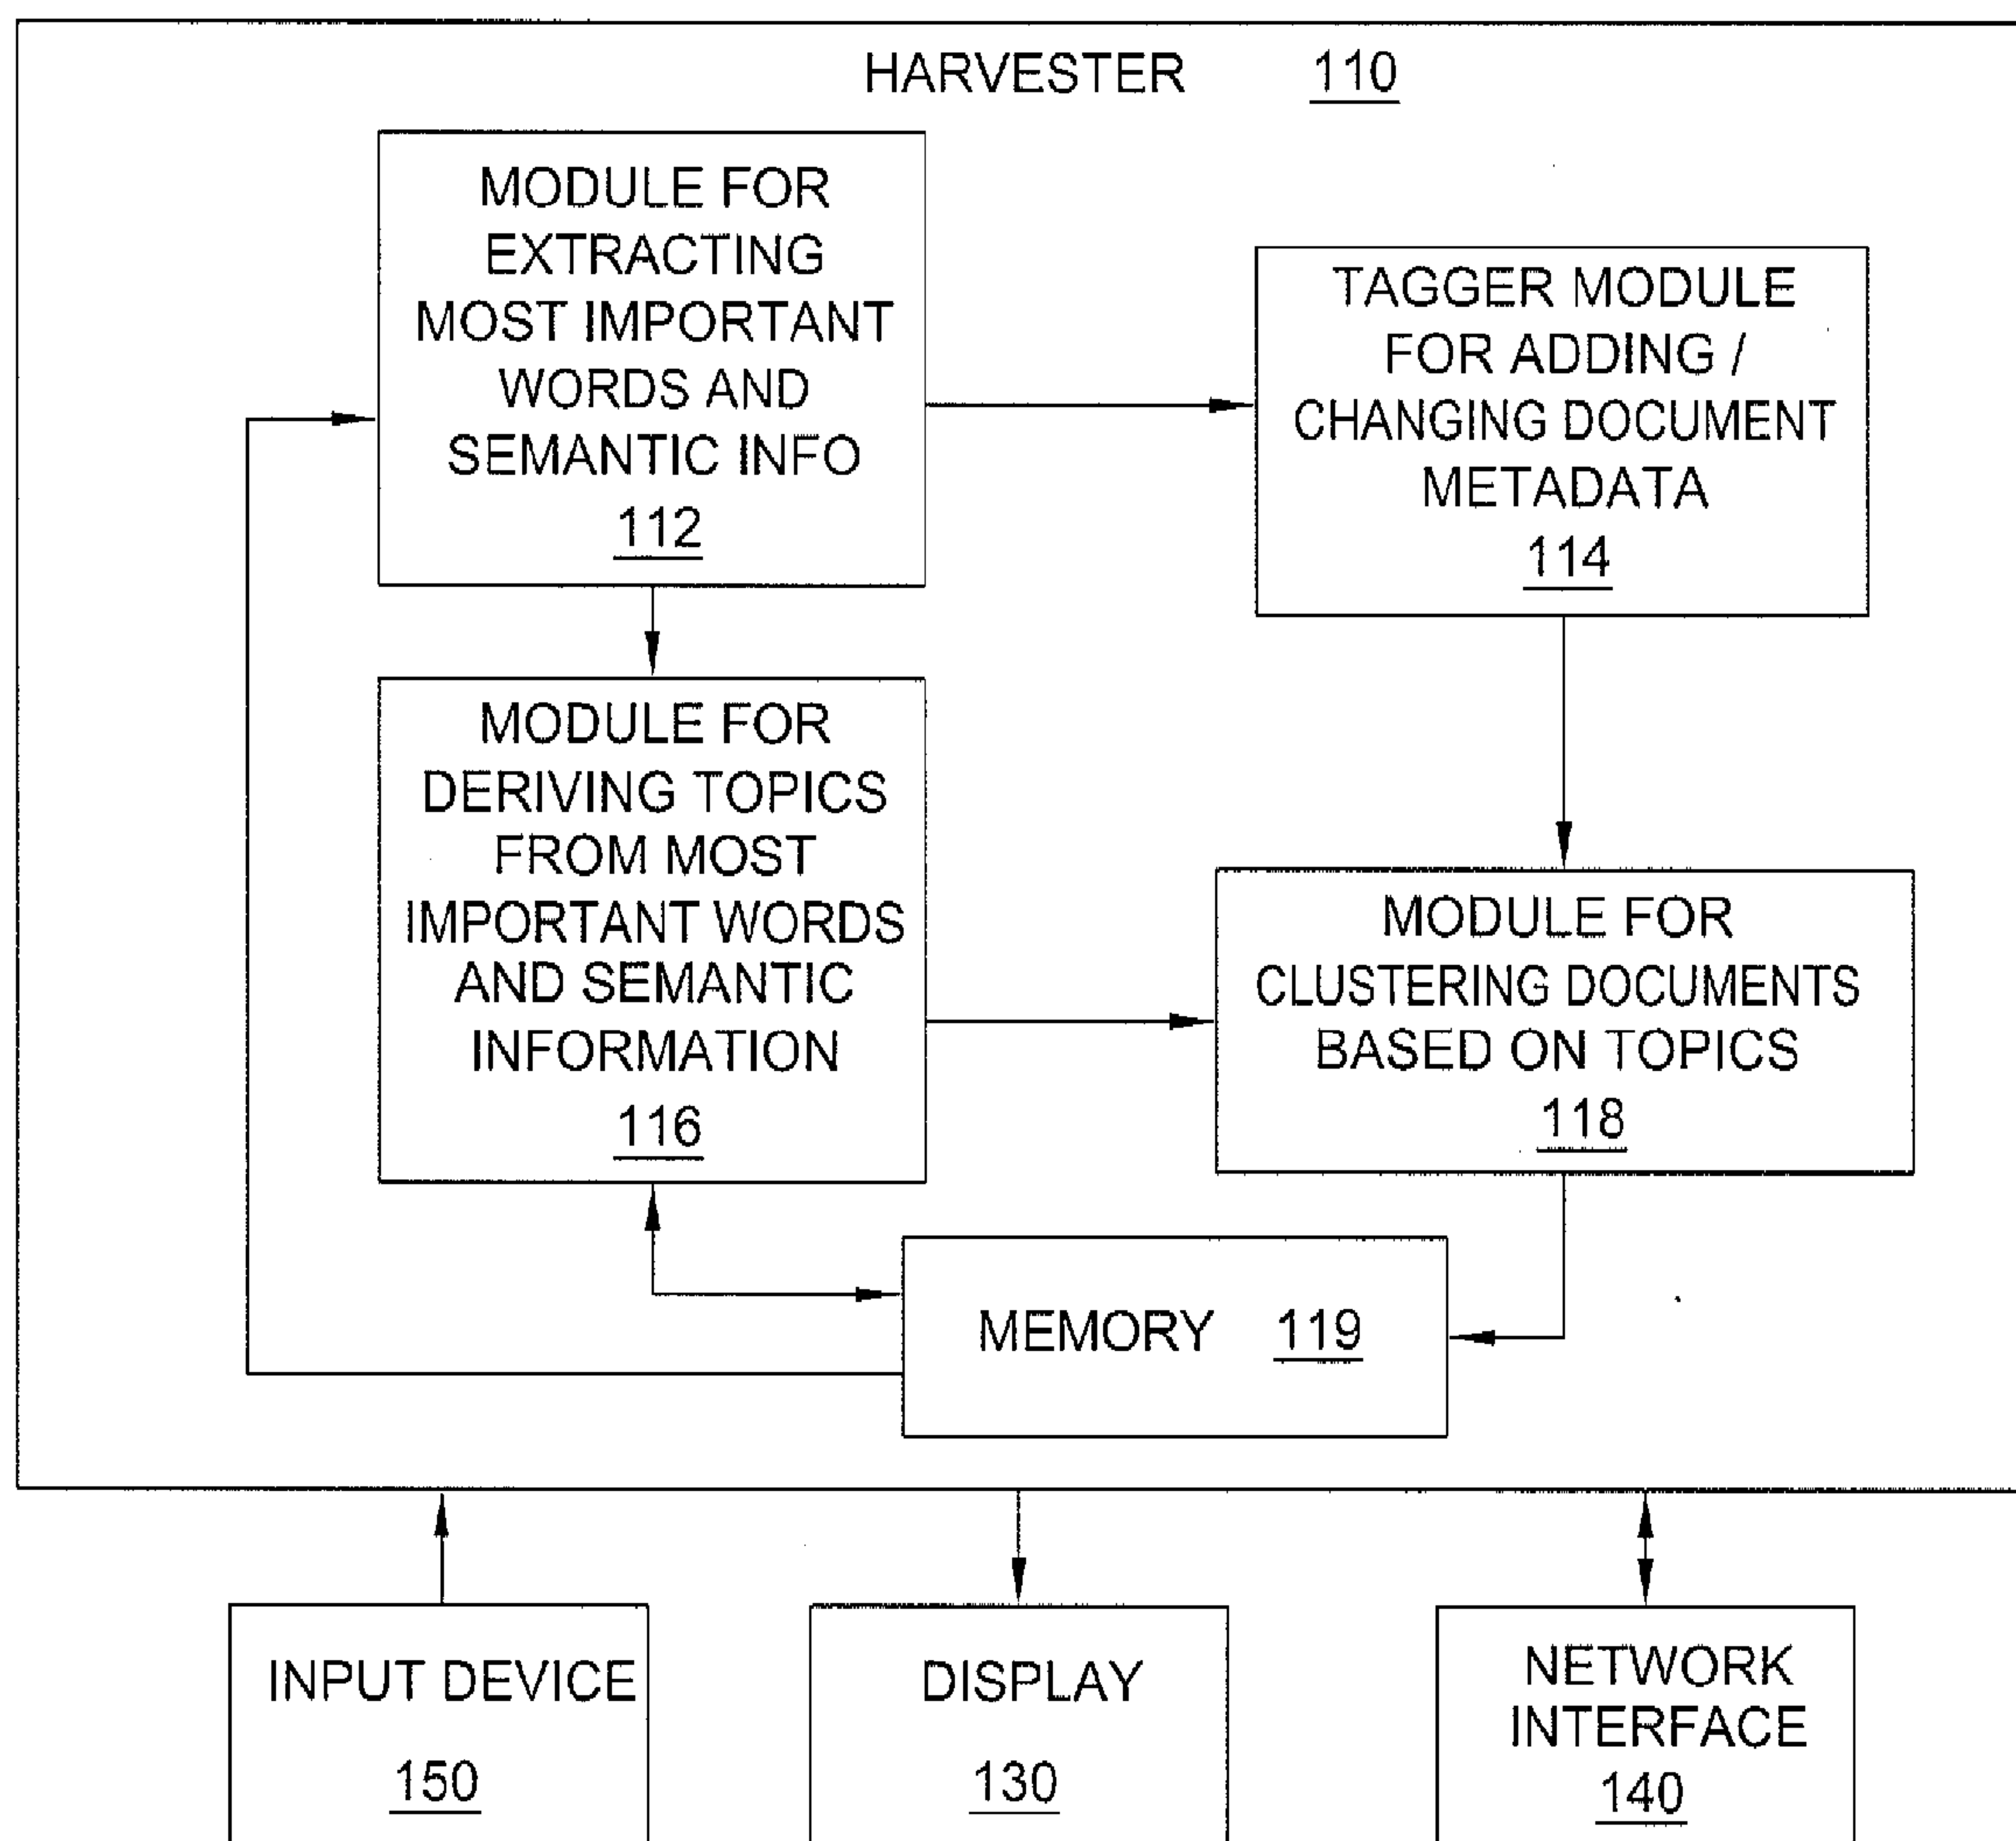 HARVESTER 110
MODULE FOR
EXTRACTING
MOST IMPORTANT
WORDS AND
SEMANTIC INFO
112
TAGGER MODULE
FOR ADDING /
CHANGING DOCUMENT
METADATA
114
MODULE FOR
DERIVING TOPICS
FROM MOST
IMPORTANT WORDS
AND SEMANTIC
INFORMATION
116
MODULE FOR
CLUSTERING DOCUMENTS
BASED ON TOPICS
118
MEMORY 119
INPUT DEVICE
150
DISPLAY
130
NETWORK
INTERFACE
140